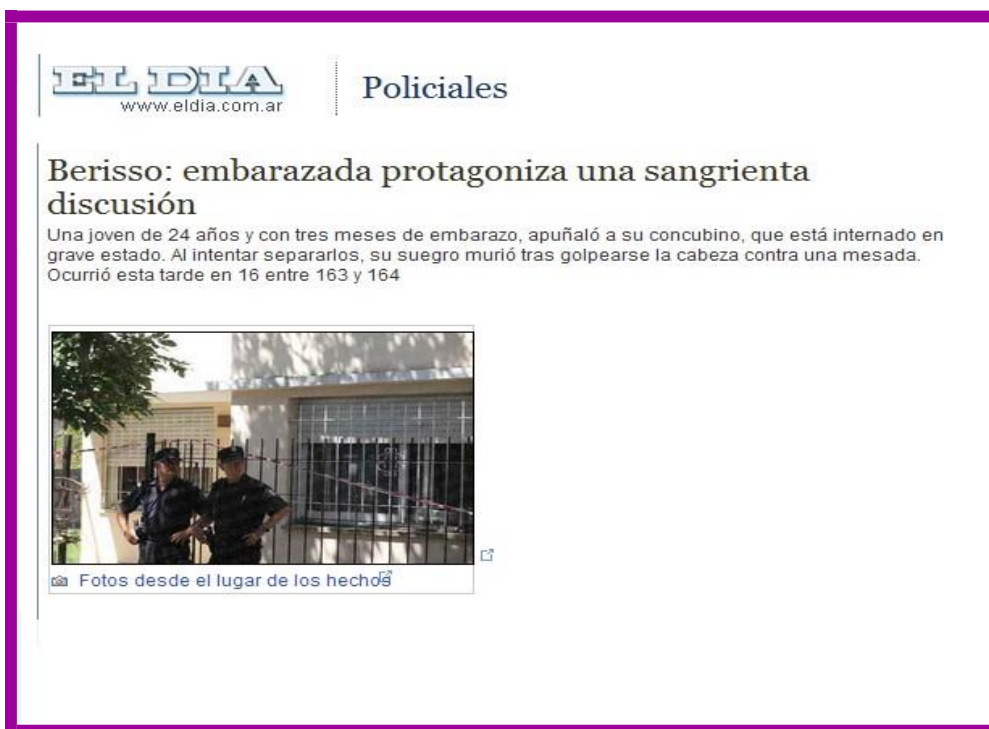 EL DIA
www.eldia.com.ar
Policiales
Berisso: embarazada protagoniza una sangrienta
discusión
Una joven de 24 años y con tres meses de embarazo, apuñaló a su concubino, que está internado en
grave estado. Al intentar separarlos, su suegro murió tras golpearse la cabeza contra una mesada.
Ocurrió esta tarde en 16 entre 163 y 164
Fotos desde el lugar de los hechos